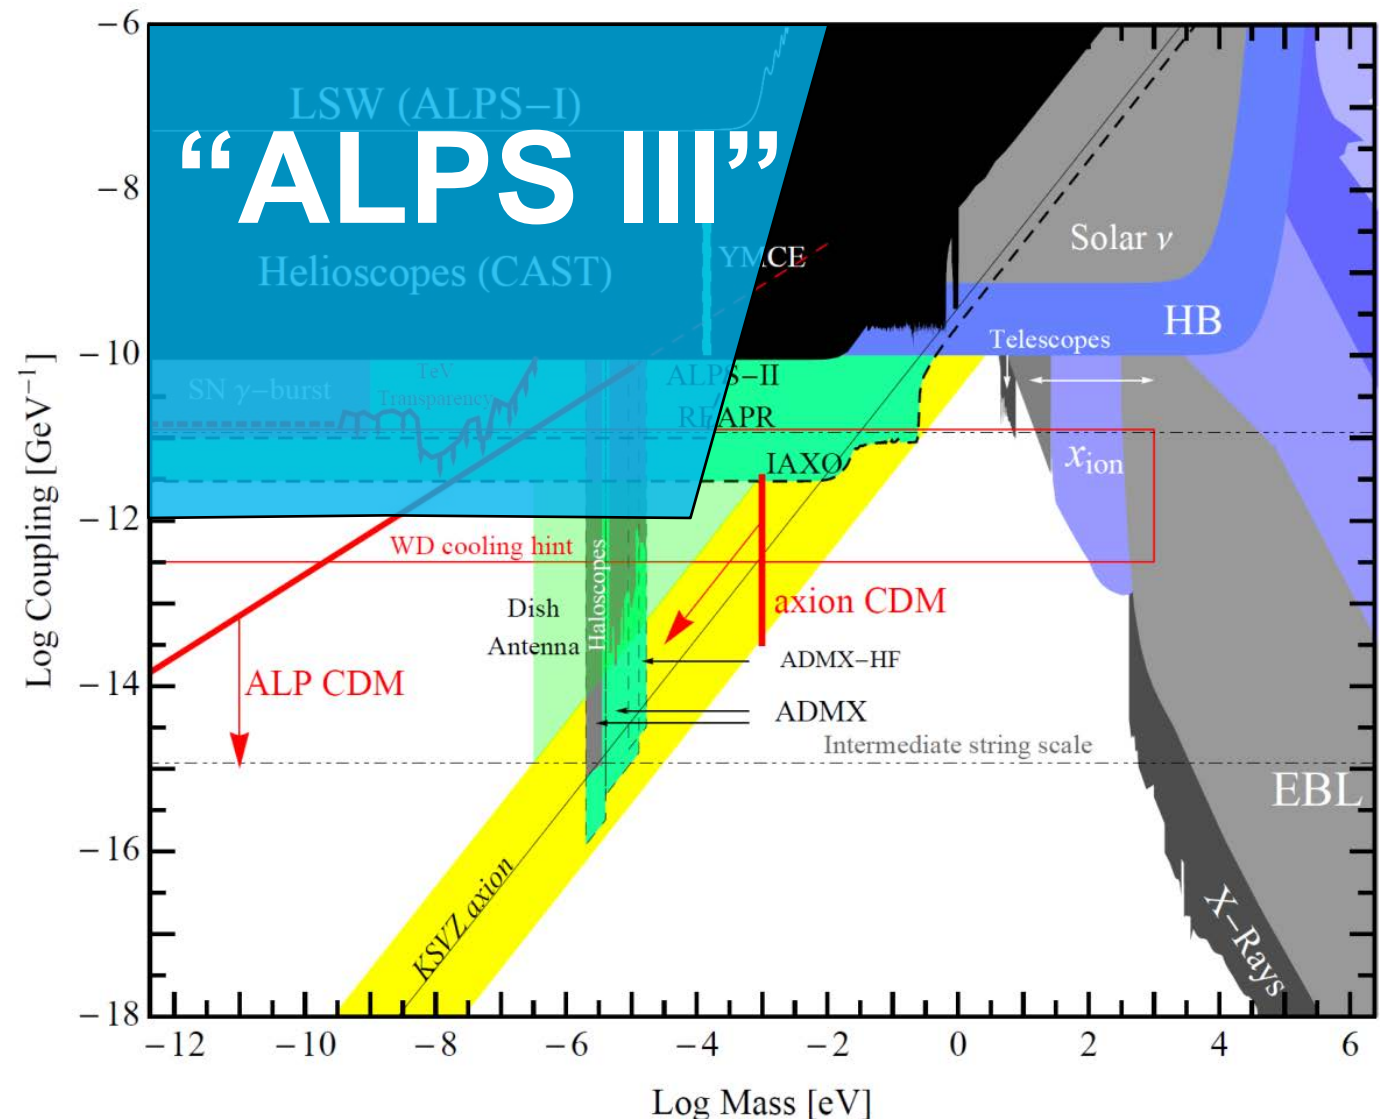 −6
−8
−10
−12
−14
−16
−18
Log Coupling [GeV⁻¹]
LSW (ALPS−I)
“ALPS III”
Helioscopes (CAST)
YMCE
Solar ν
HB
Telescopes
SN γ−burst
TeV
Transparency
ALPS−II
REAPR
IAXO
x_ion
WD cooling hint
Haloscopes
Dish
Antenna
axion CDM
ADMX−HF
ALP CDM
ADMX
Intermediate string scale
EBL
KSVZ axion
X−Rays
−12 −10 −8 −6 −4 −2 0 2 4 6
Log Mass [eV]